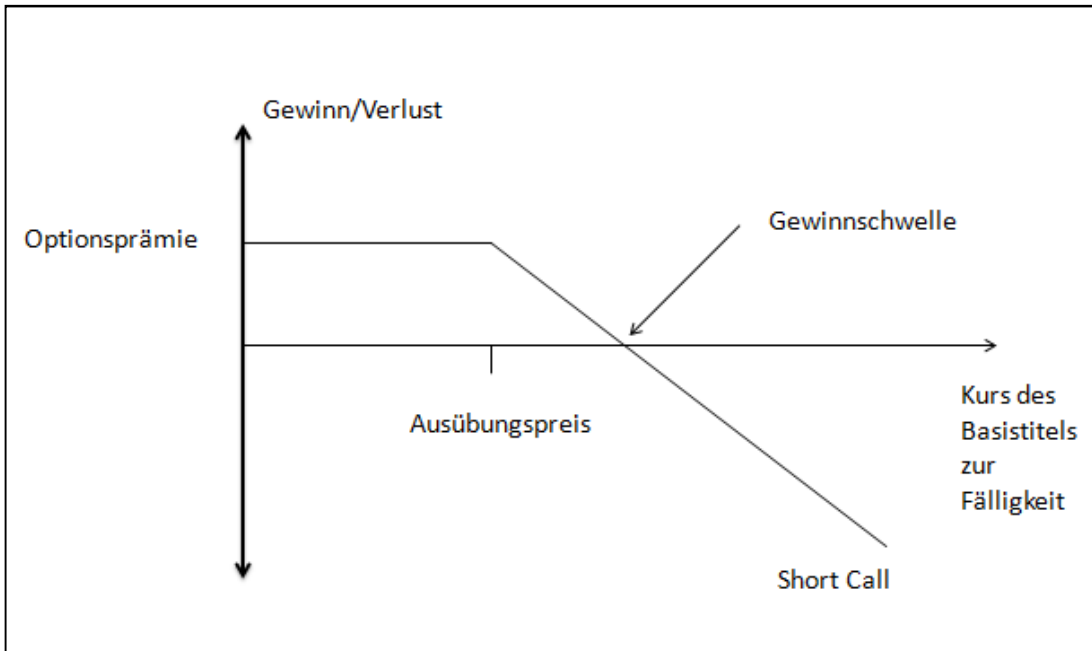 Gewinn/Verlust
Optionsprämie
Gewinnschwelle
Ausübungspreis
Kurs des
Basistitels
zur
Fälligkeit
Short Call